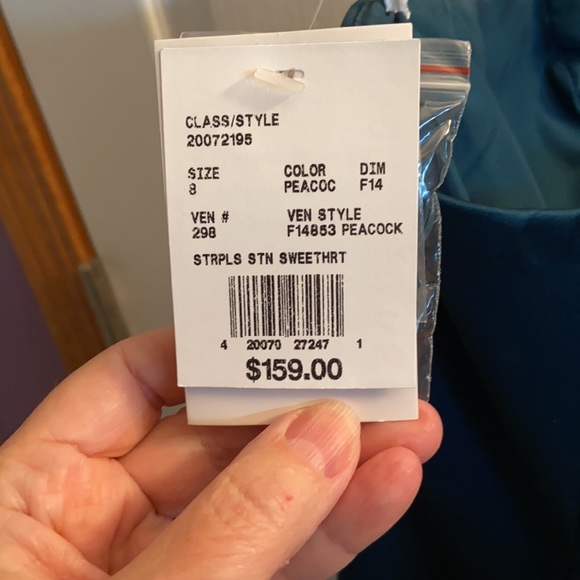 CLASS/STYLE
20072195
SIZE COLOR DIM
8 PEACOC F14
VEN # VEN STYLE
298 F14853 PEACOCK
STRPLS STN SWEETHRT
4 20070 27247 1
$159.00